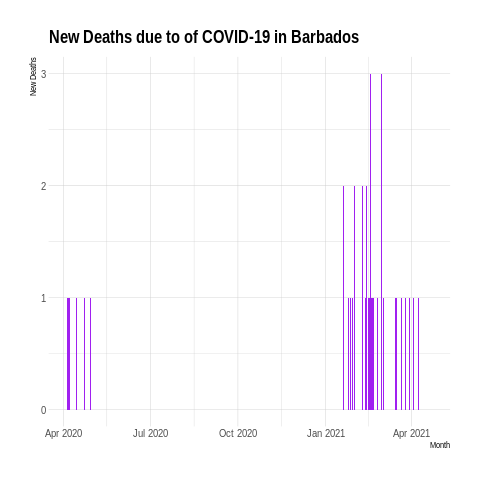 New Deaths due to of COVID-19 in Barbados
New Deaths
3
2
1
0
Apr 2020 Jul 2020 Oct 2020 Jan 2021 Apr 2021
Month